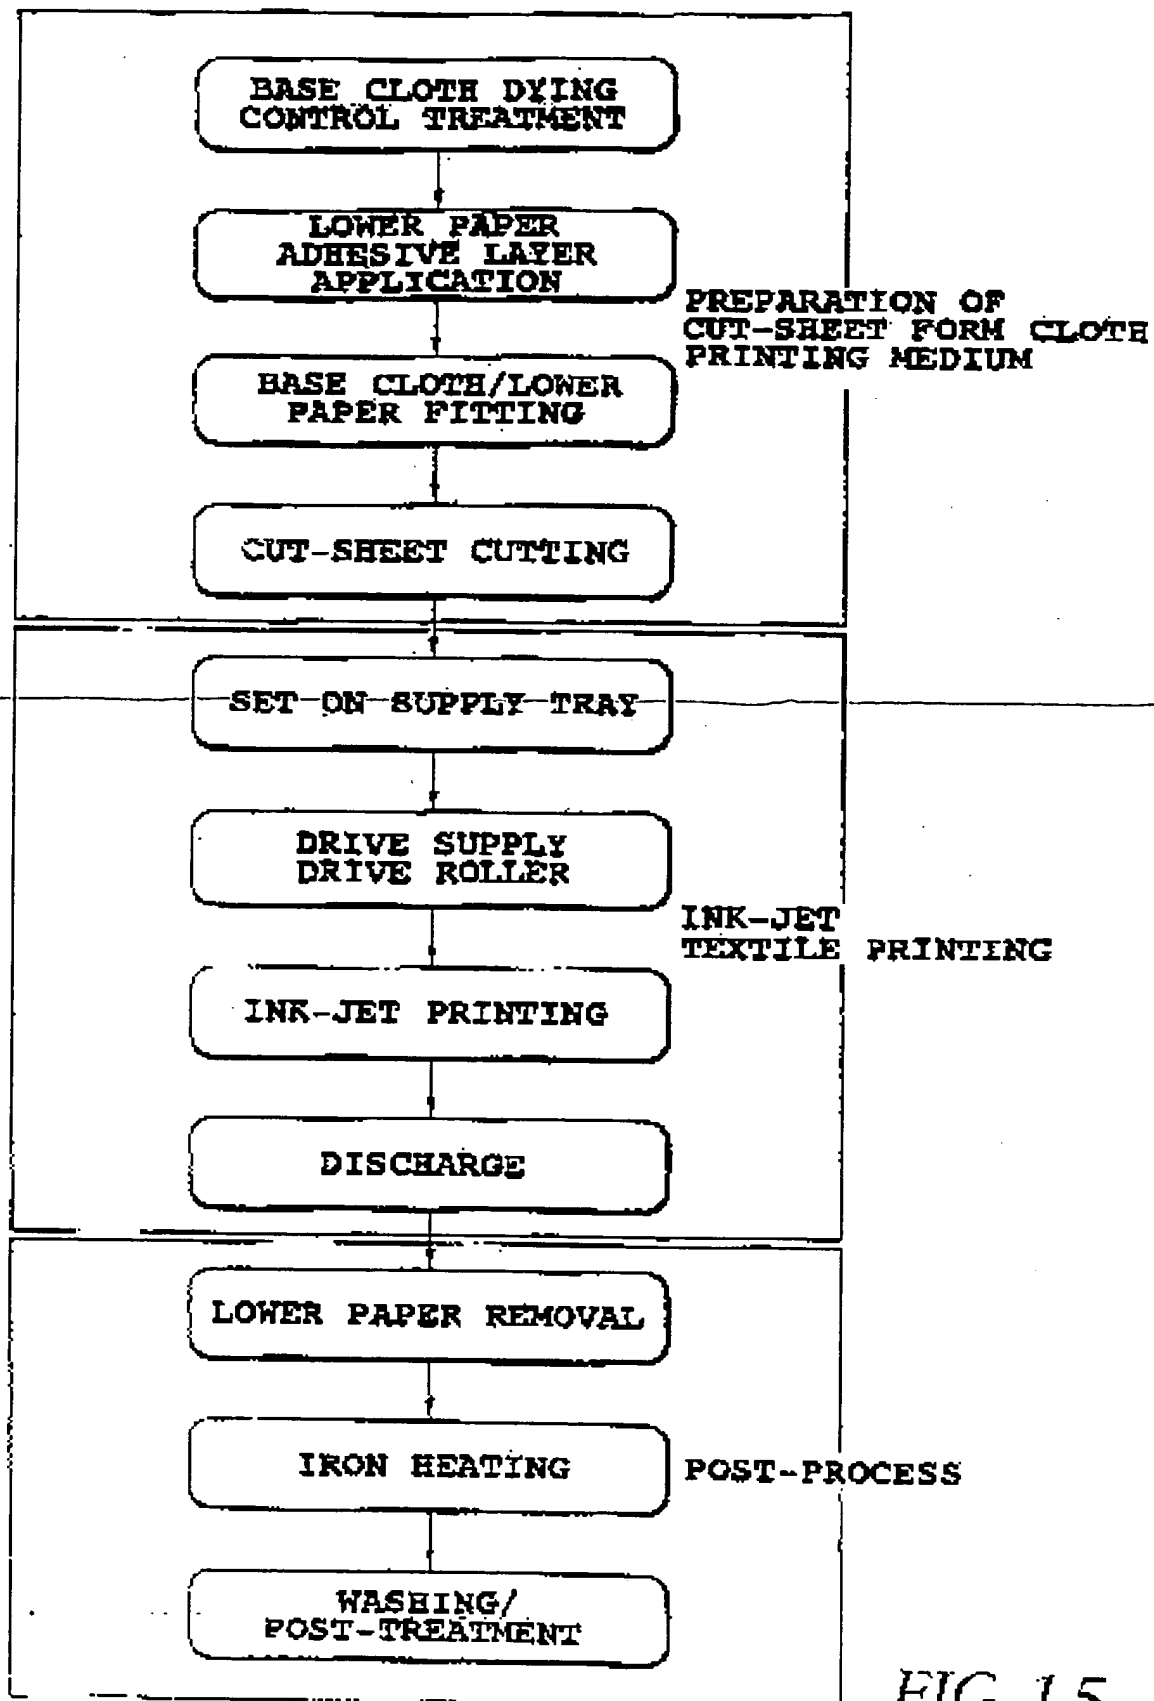 BASE CLOTH DYING
CONTROL TREATMENT
LOWER PAPER
ADHESIVE LAYER
APPLICATION
PREPARATION OF
CUT-SHEET FORM CLOTH
PRINTING MEDIUM
BASE CLOTH/LOWER
PAPER FITTING
CUT-SHEET CUTTING
SET ON SUPPLY TRAY
DRIVE SUPPLY
DRIVE ROLLER
INK-JET
TEXTILE PRINTING
INK-JET PRINTING
DISCHARGE
LOWER PAPER REMOVAL
IRON HEATING
POST-PROCESS
WASHING/
POST-TREATMENT
FIG. 15